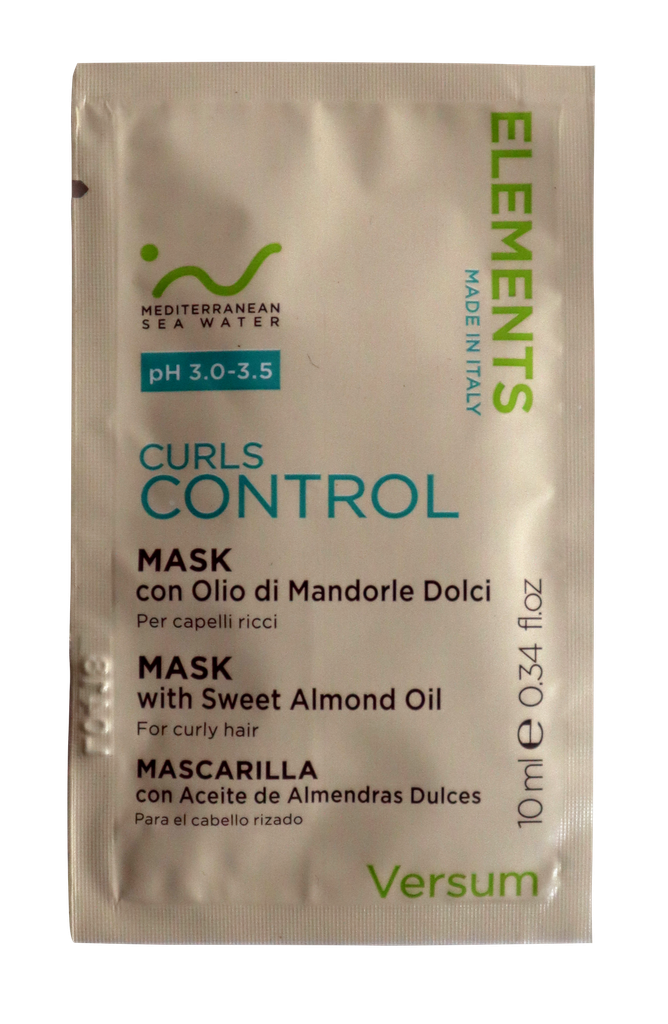 ELEMENTS
MADE IN ITALY
MEDITERRANEAN
SEA WATER
pH 3.0-3.5
CURLS
CONTROL
MASK
con Olio di Mandorle Dolci
Per capelli ricci
MASK
with Sweet Almond Oil
For curly hair
MASCARILLA
con Aceite de Almendras Dulces
Para el cabello rizado
10 ml ℮ 0.34 fl.oz
Versum